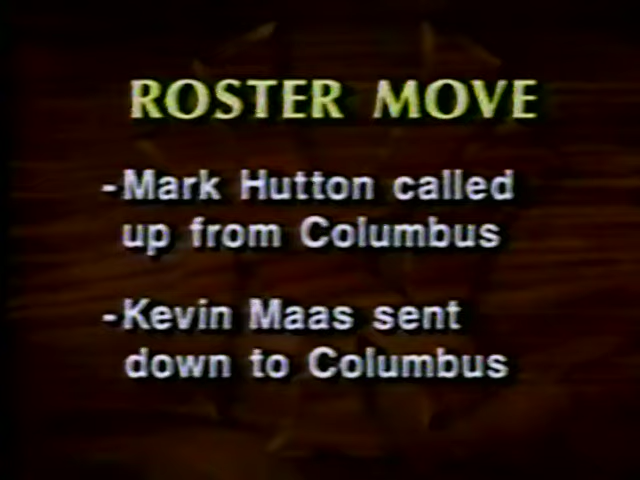 ROSTER MOVE
-Mark Hutton called
up from Columbus
-Kevin Maas sent
down to Columbus